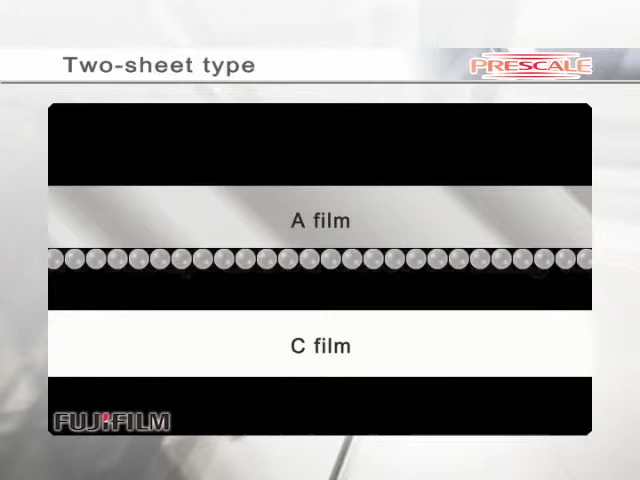 Two-sheet type
PRESCALE
A film
C film
FUJIFILM